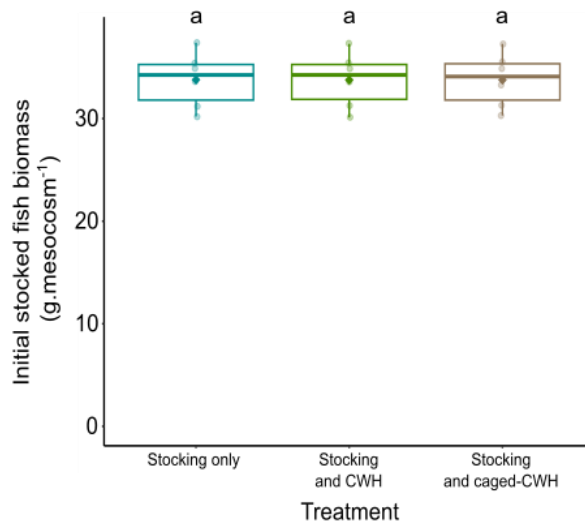 a a a
Initial stocked fish biomass
(g.mesocosm⁻¹)
30
20
10
0
Stocking only
Stocking
and CWH
Stocking
and caged-CWH
Treatment